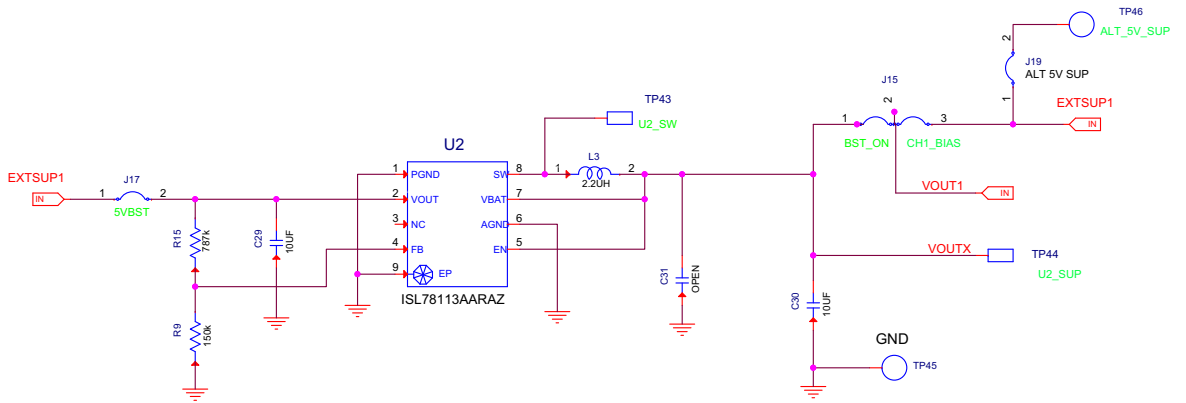 TP46
ALT_5V_SUP
2
J19
ALT 5V SUP
1
J15
2
EXTSUP1
IN
1
3
BST_ON
CH1_BIAS
VOUT1
IN
TP43
U2_SW
U2
L3
1
2
2.2UH
EXTSUP1
IN
J17
1
2
5VBST
1
PGND
SW
8
2
VOUT
VBAT
7
3
NC
AGND
6
4
FB
EN
5
9
EP
ISL78113AARAZ
R15
787k
C29
10UF
R9
150k
C31
OPEN
VOUTX
TP44
U2_SUP
C30
10UF
GND
TP45